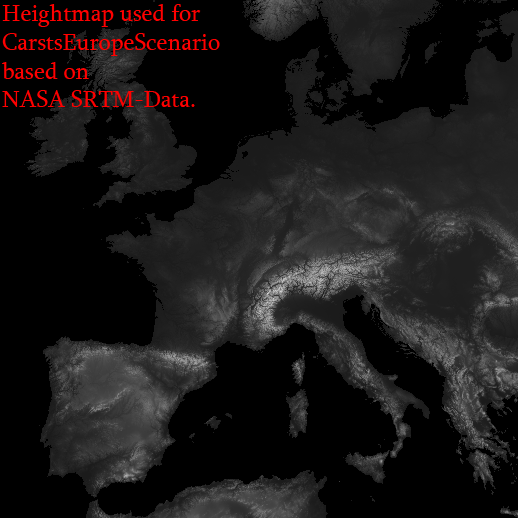 Heightmap used for
CarstsEuropeScenario
based on
NASA SRTM-Data.